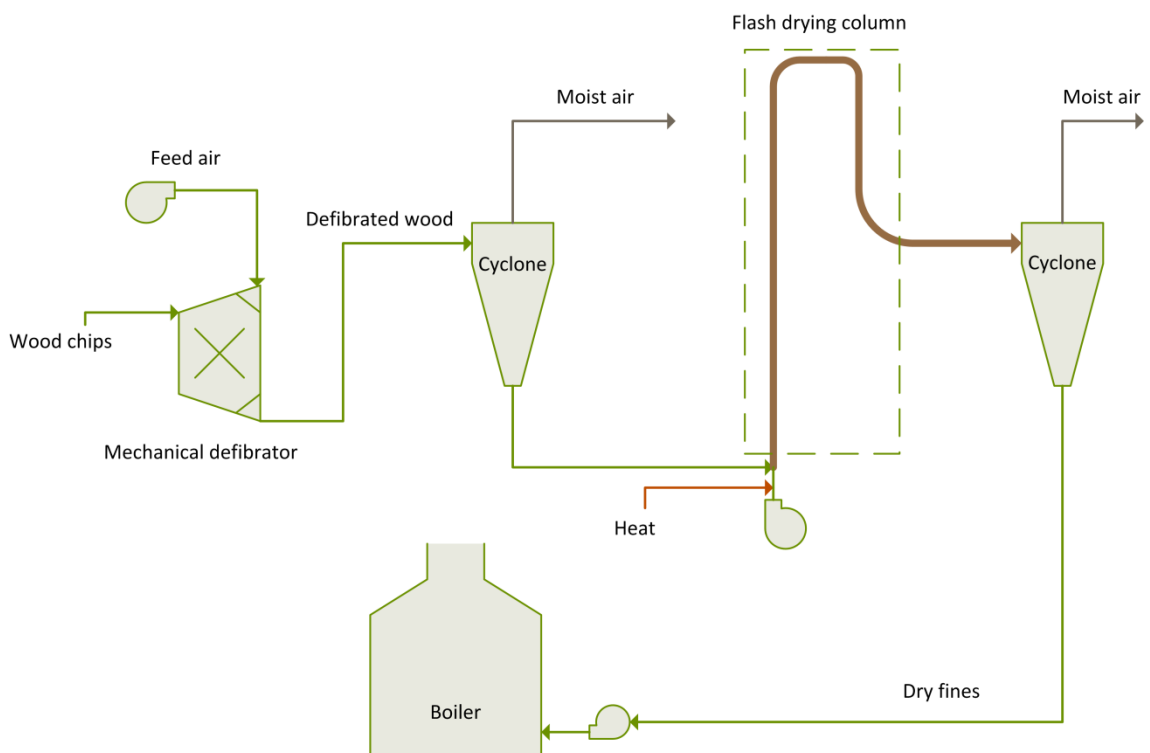 Flash drying column
Moist air
Moist air
Feed air
Defibrated wood
Cyclone
Cyclone
Wood chips
Mechanical defibrator
Heat
Dry fines
Boiler